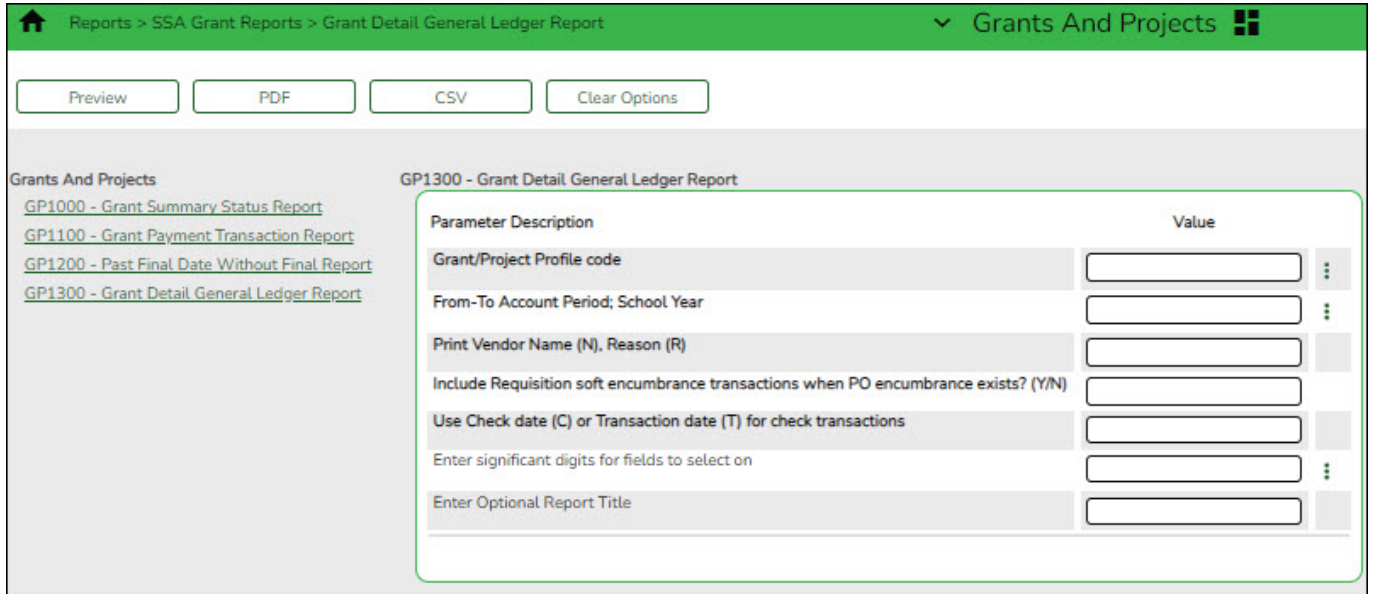 Reports > SSA Grant Reports > Grant Detail General Ledger Report
Grants And Projects
Preview
PDF
CSV
Clear Options
Grants And Projects
GP1000 - Grant Summary Status Report
GP1100 - Grant Payment Transaction Report
GP1200 - Past Final Date Without Final Report
GP1300 - Grant Detail General Ledger Report
GP1300 - Grant Detail General Ledger Report
Parameter Description Value
Grant/Project Profile code
From-To Account Period; School Year
Print Vendor Name (N), Reason (R)
Include Requisition soft encumbrance transactions when PO encumbrance exists? (Y/N)
Use Check date (C) or Transaction date (T) for check transactions
Enter significant digits for fields to select on
Enter Optional Report Title